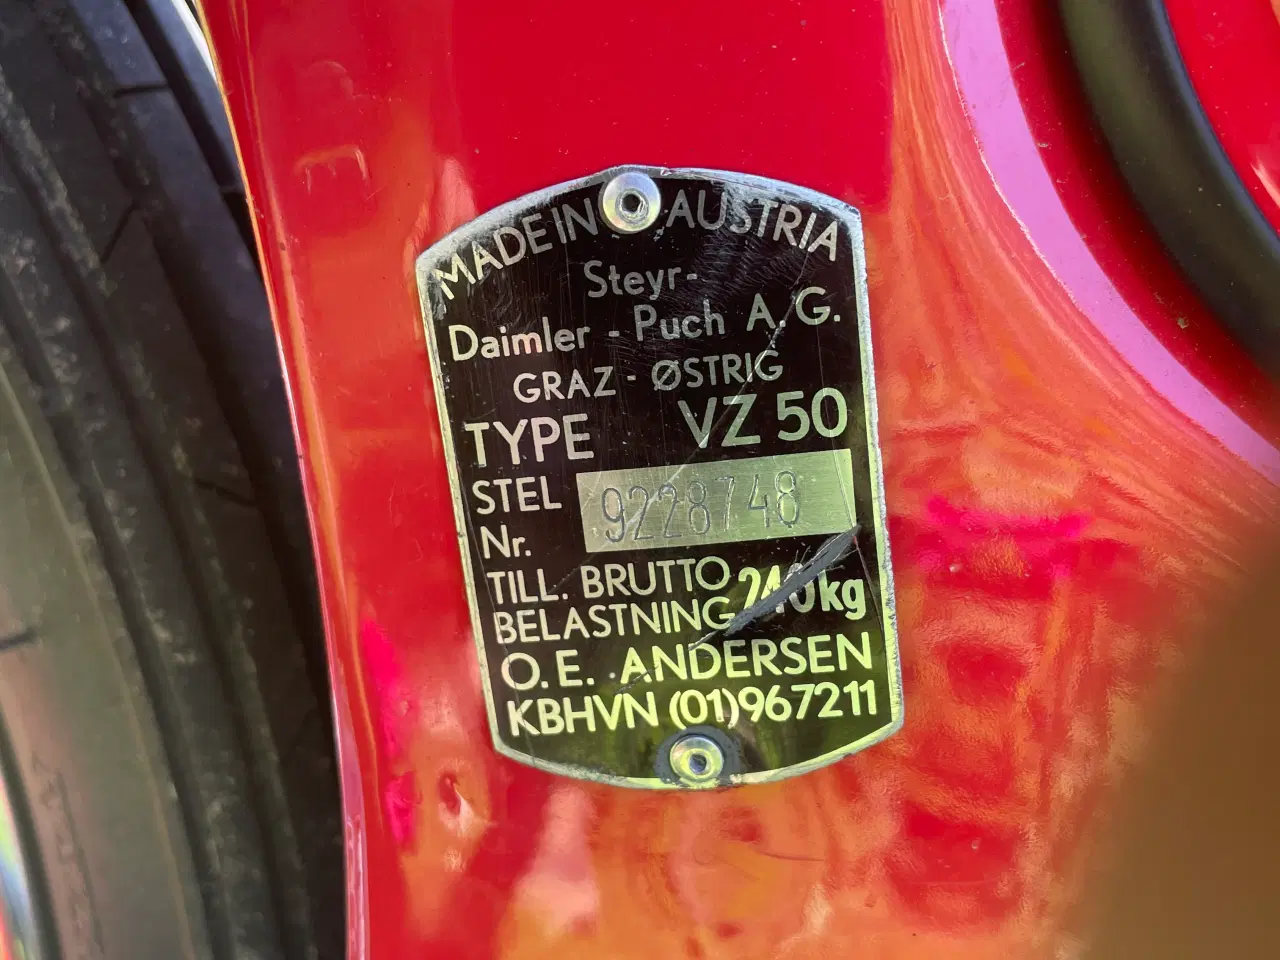 MADE IN AUSTRIA
Steyr-
Daimler - Puch A.G.
GRAZ - ØSTRIG
TYPE VZ 50
STEL
Nr. 9228748
TILL. BRUTTO
BELASTNING 240kg
O.E. ANDERSEN
KBHVN (01)967211